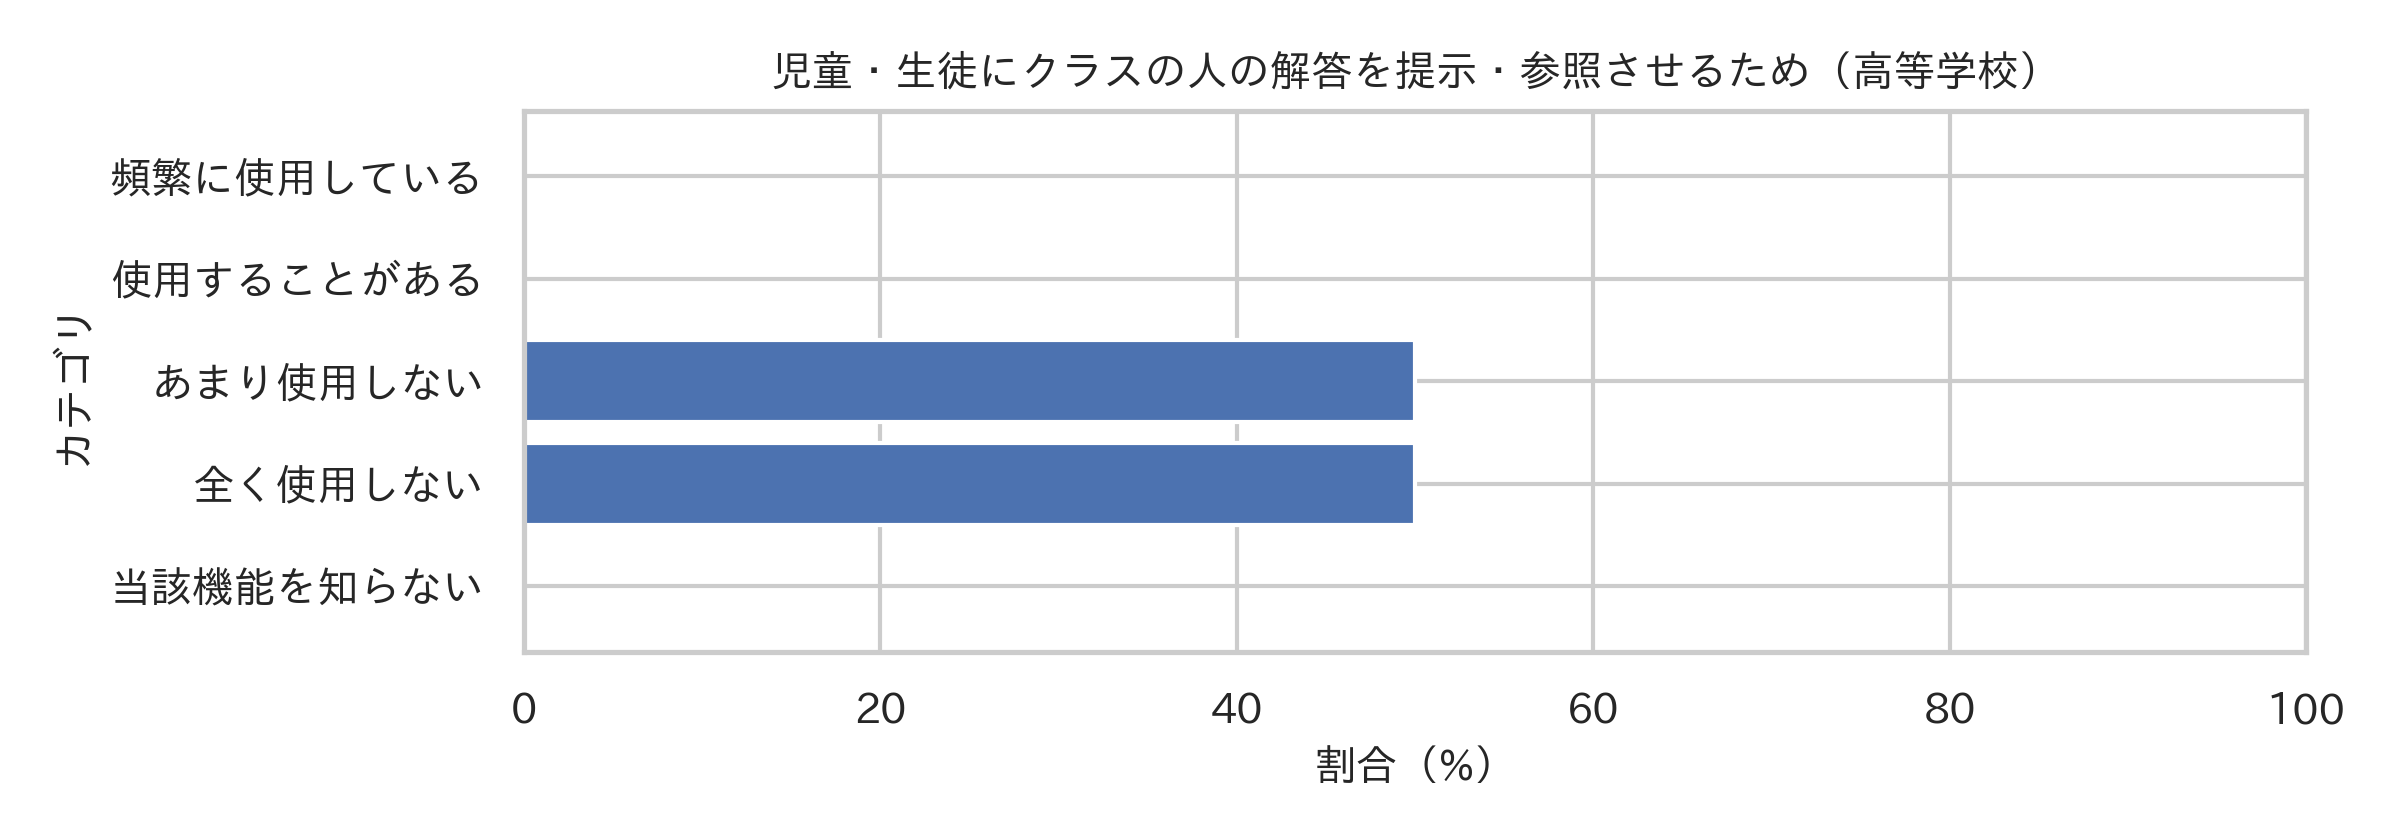 児童・生徒にクラスの人の解答を提示・参照させるため（高等学校）
カテゴリ
頻繁に使用している
使用することがある
あまり使用しない
全く使用しない
当該機能を知らない
0 20 40 60 80 100
割合（%）